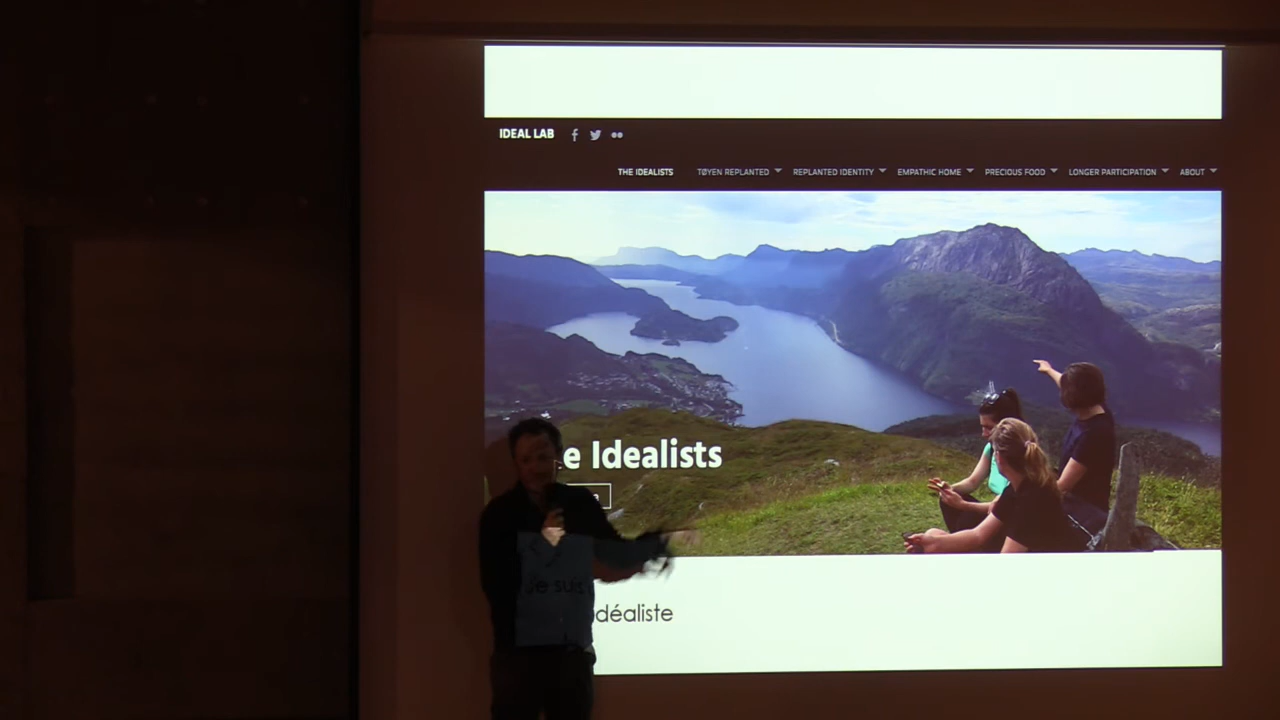 IDEAL LAB
THE IDEALISTS TØYEN REPLANTED REPLANTED IDENTITY EMPATHIC HOME PRECIOUS FOOD LONGER PARTICIPATION ABOUT
e Idealists
Je suis
déaliste